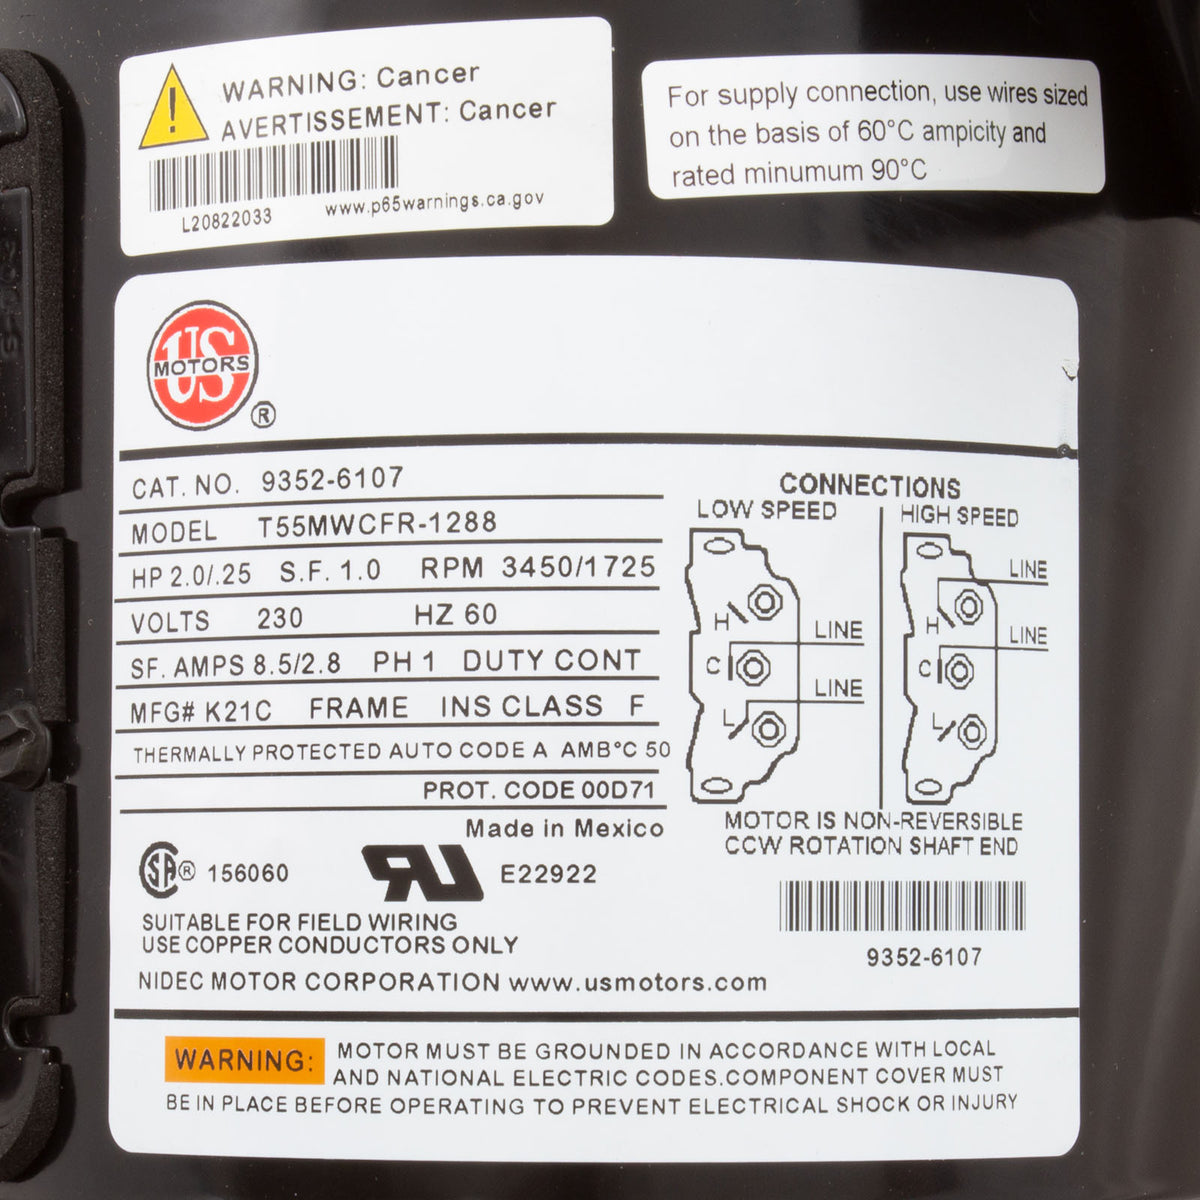 WARNING: Cancer
AVERTISSEMENT: Cancer
L20822033 www.p65warnings.ca.gov
For supply connection, use wires sized
on the basis of 60°C ampicity and
rated minumum 90°C
US
MOTORS
®
CAT. NO. 9352-6107
MODEL T55MWCFR-1288
HP 2.0/.25 S.F. 1.0 RPM 3450/1725
VOLTS 230 HZ 60
SF. AMPS 8.5/2.8 PH 1 DUTY CONT
MFG# K21C FRAME INS CLASS F
THERMALLY PROTECTED AUTO CODE A AMB°C 50
PROT. CODE 00D71
Made in Mexico
CONNECTIONS
LOW SPEED
H
C
L
LINE
LINE
HIGH SPEED
H
C
L
LINE
LINE
MOTOR IS NON-REVERSIBLE
CCW ROTATION SHAFT END
SA ® 156060 RU E22922
SUITABLE FOR FIELD WIRING
USE COPPER CONDUCTORS ONLY
9352-6107
NIDEC MOTOR CORPORATION www.usmotors.com
WARNING: MOTOR MUST BE GROUNDED IN ACCORDANCE WITH LOCAL
AND NATIONAL ELECTRIC CODES.COMPONENT COVER MUST
BE IN PLACE BEFORE OPERATING TO PREVENT ELECTRICAL SHOCK OR INJURY